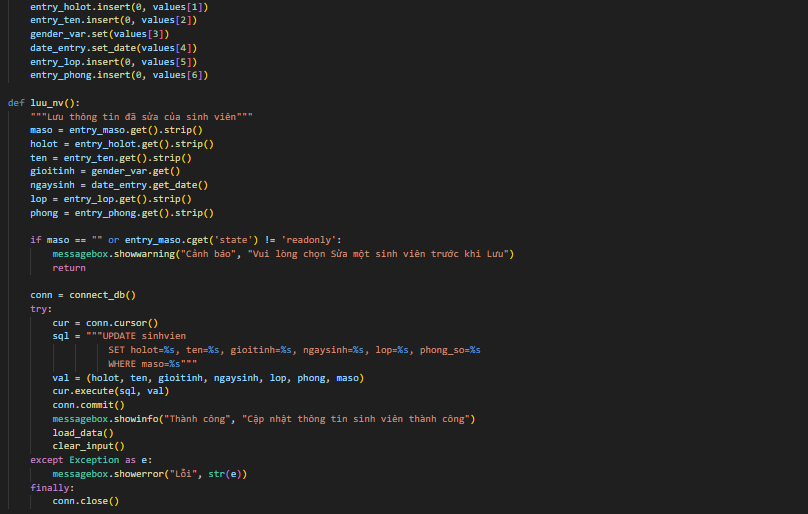 entry_holot.insert(0, values[1])
entry_ten.insert(0, values[2])
gender_var.set(values[3])
date_entry.set_date(values[4])
entry_lop.insert(0, values[5])
entry_phong.insert(0, values[6])
def luu_nv():
"""Lưu thông tin đã sửa của sinh viên"""
maso = entry_maso.get().strip()
holot = entry_holot.get().strip()
ten = entry_ten.get().strip()
gioitinh = gender_var.get()
ngaysinh = date_entry.get_date()
lop = entry_lop.get().strip()
phong = entry_phong.get().strip()
if maso == "" or entry_maso.cget('state') != 'readonly':
messagebox.showwarning("Cảnh báo", "Vui lòng chọn Sửa một sinh viên trước khi Lưu")
return
conn = connect_db()
try:
cur = conn.cursor()
sql = """UPDATE sinhvien
SET holot=%s, ten=%s, gioitinh=%s, ngaysinh=%s, lop=%s, phong_so=%s
WHERE maso=%s"""
val = (holot, ten, gioitinh, ngaysinh, lop, phong, maso)
cur.execute(sql, val)
conn.commit()
messagebox.showinfo("Thành công", "Cập nhật thông tin sinh viên thành công")
load_data()
clear_input()
except Exception as e:
messagebox.showerror("Lỗi", str(e))
finally:
conn.close()